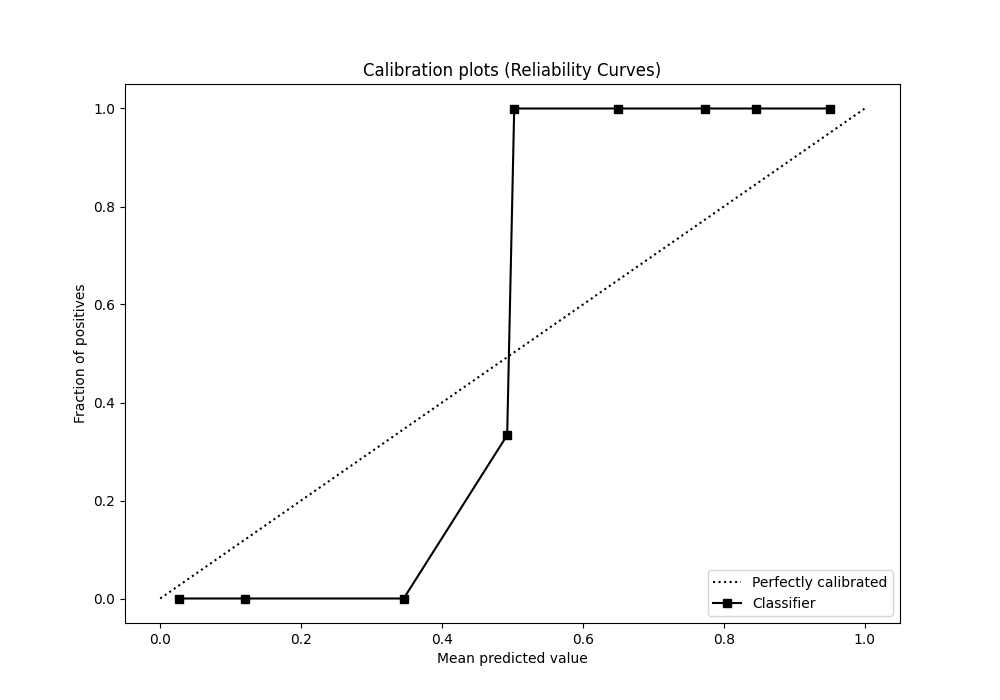 Calibration plots (Reliability Curves)
1.0
0.8
0.6
0.4
0.2
0.0
Fraction of positives
0.0 0.2 0.4 0.6 0.8 1.0
Mean predicted value
Perfectly calibrated
Classifier